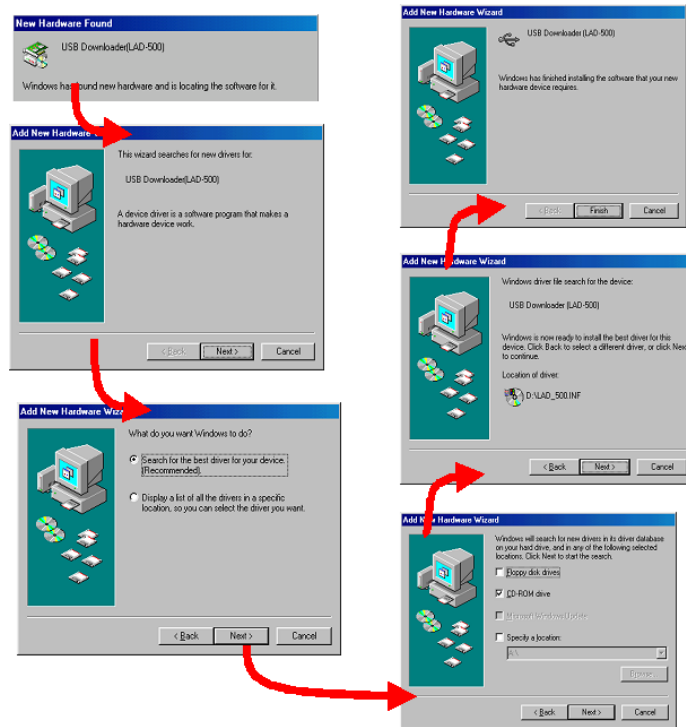 New Hardware Found
USB Downloader(LAD-500)
Windows has found new hardware and is locating the software for it.
Add New Hardware
This wizard searches for new drivers for:
USB Downloader(LAD-500)
A device driver is a software program that makes a
hardware device work.
< Back
Next >
Cancel
Add New Hardware Wiza
What do you want Windows to do?
Search for the best driver for your device.
(Recommended).
Display a list of all the drivers in a specific
location, so you can select the driver you want.
< Back
Next >
Cancel
Add New Hardware Wizard
Windows will search for new drivers in its driver database
on your hard drive, and in any of the following selected
locations. Click Next to start the search.
Floppy disk drives
CD-ROM drive
Microsoft Windows Update
Specify a location:
A:\
Browse...
< Back
Next >
Cancel
Add New Hardware Wizard
Windows driver file search for the device:
USB Downloader (LAD-500)
Windows is now ready to install the best driver for this
device. Click Back to select a different driver, or click Nex
to continue.
Location of driver:
D:\LAD_500.INF
< Back
Next >
Cancel
Add New Hardware Wizard
USB Downloader (LAD-500)
Windows has finished installing the software that your new
hardware device requires.
< Back
Finish
Cancel